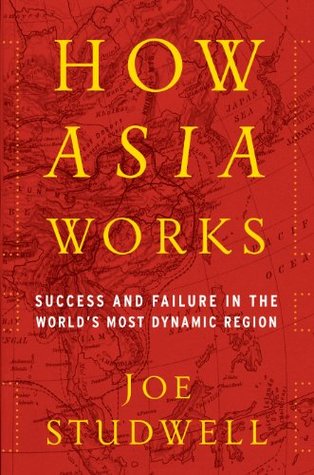 HOW
ASIA
WORKS
SUCCESS AND FAILURE IN THE
WORLD'S MOST DYNAMIC REGION
JOE
STUDWELL